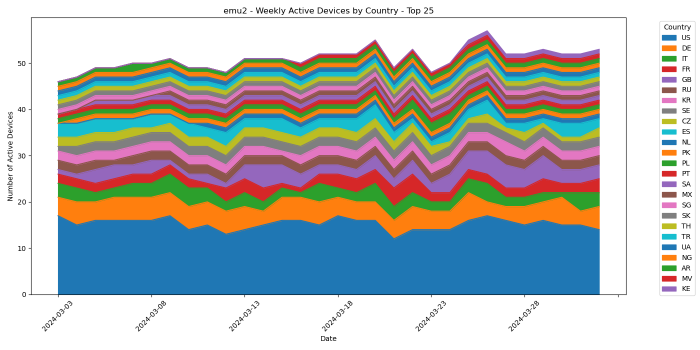 emu2 - Weekly Active Devices by Country - Top 25
Number of Active Devices
60
50
40
30
20
10
0
2024-03-03
2024-03-08
2024-03-13
2024-03-18
2024-03-23
2024-03-28
Date
Country
US
DE
IT
FR
GB
RU
KR
SE
CZ
ES
NL
PK
PL
PT
SA
MX
SG
SK
TH
TR
UA
NG
AR
MV
KE